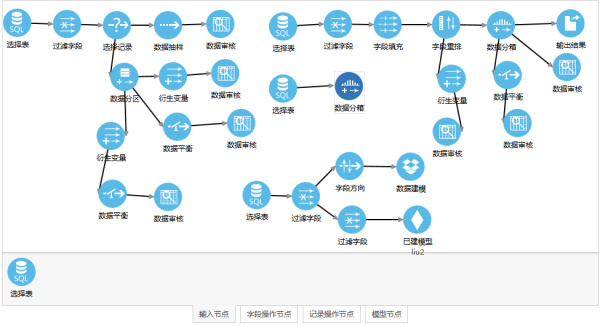 SQL
选择表
过滤字段
选择记录
数据抽样
数据审核
数据分区
衍生变量
数据审核
数据平衡
数据审核
衍生变量
数据平衡
数据审核
SQL
选择表
过滤字段
字段填充
字段重排
数据分箱
输出结果
数据审核
衍生变量
数据平衡
数据审核
数据审核
SQL
选择表
数据分箱
SQL
选择表
过滤字段
字段方向
数据建模
过滤字段
已建模型
liu2
SQL
选择表
输入节点
字段操作节点
记录操作节点
模型节点